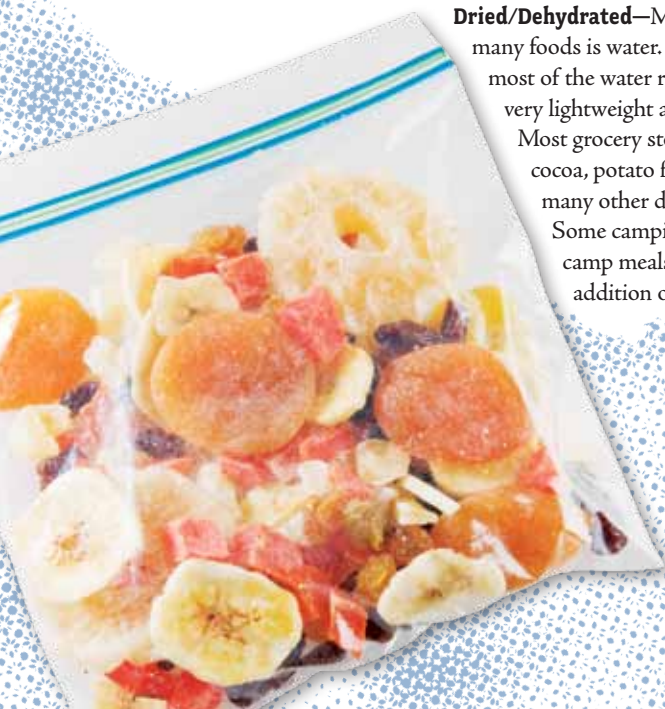 Dried/Dehydrated—M
many foods is water.
most of the water r
very lightweight a
Most grocery sto
cocoa, potato f
many other d
Some campi
camp meals
addition o